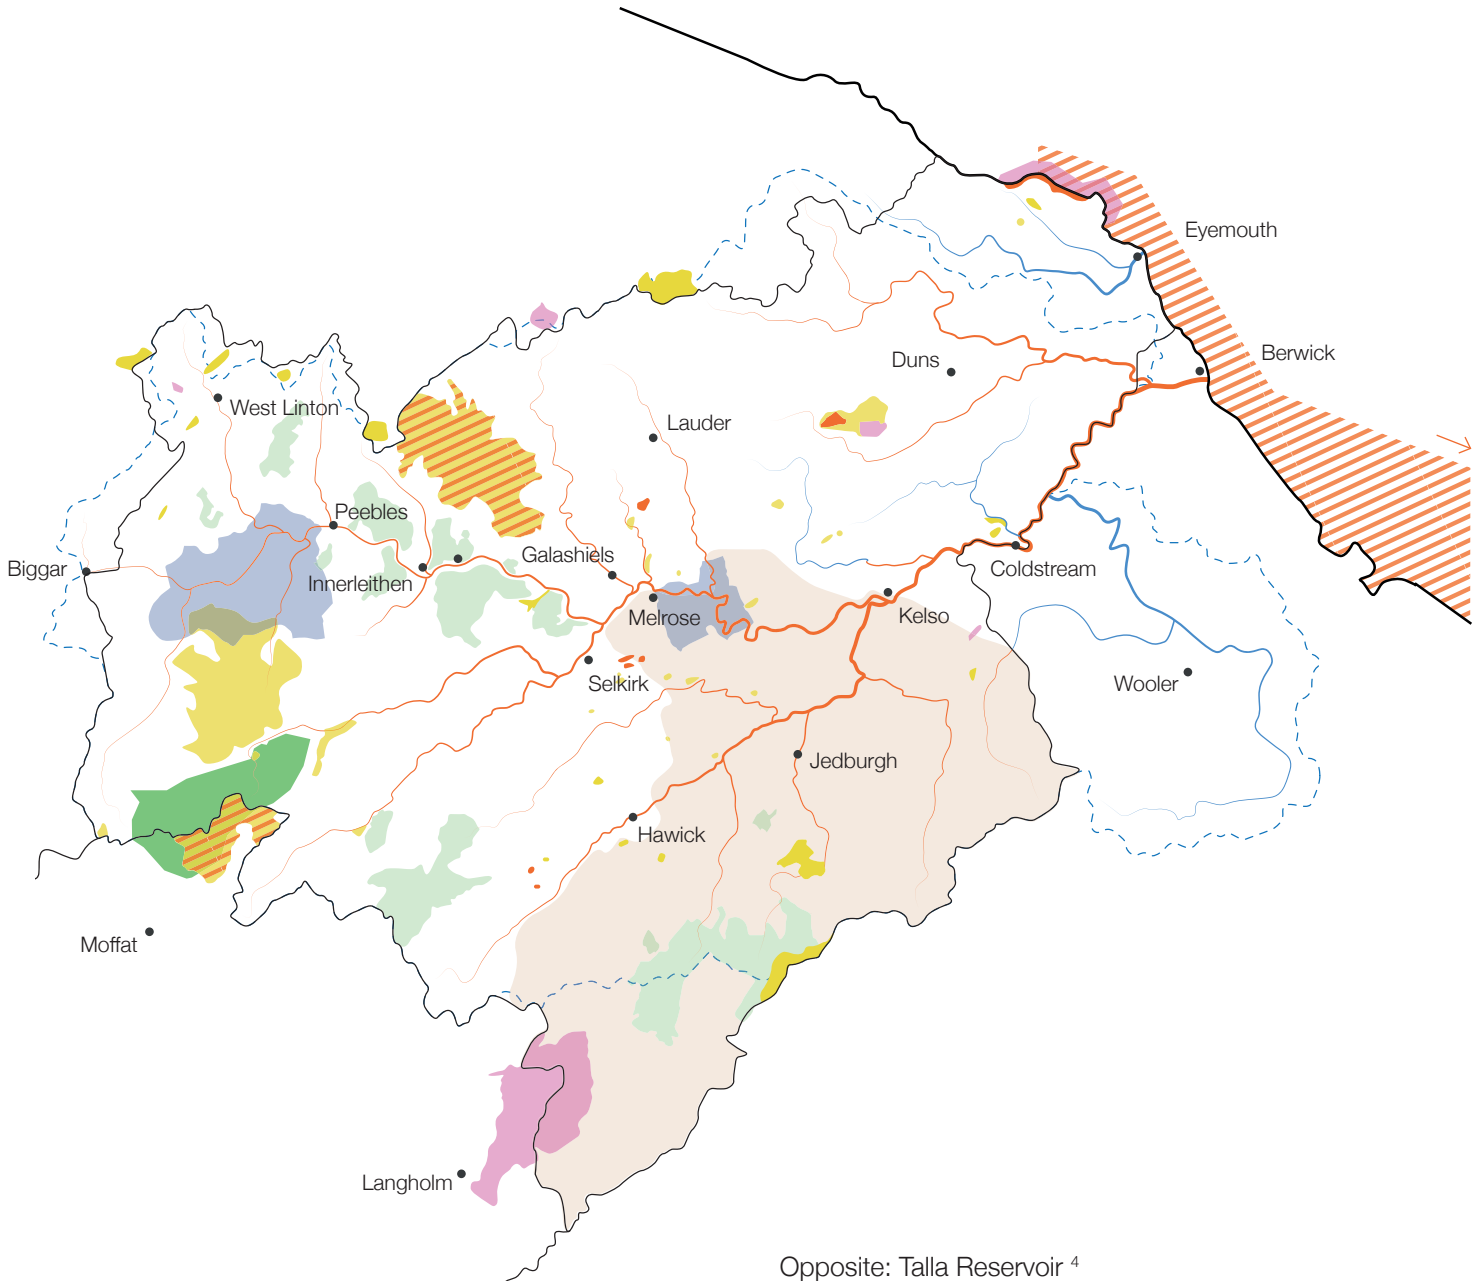 Eyemouth
Berwick
Duns
West Linton
Lauder
Peebles
Galashiels
Biggar
Innerleithen
Coldstream
Melrose
Kelso
Selkirk
Wooler
Jedburgh
Hawick
Moffat
Langholm
Opposite: Talla Reservoir ⁴